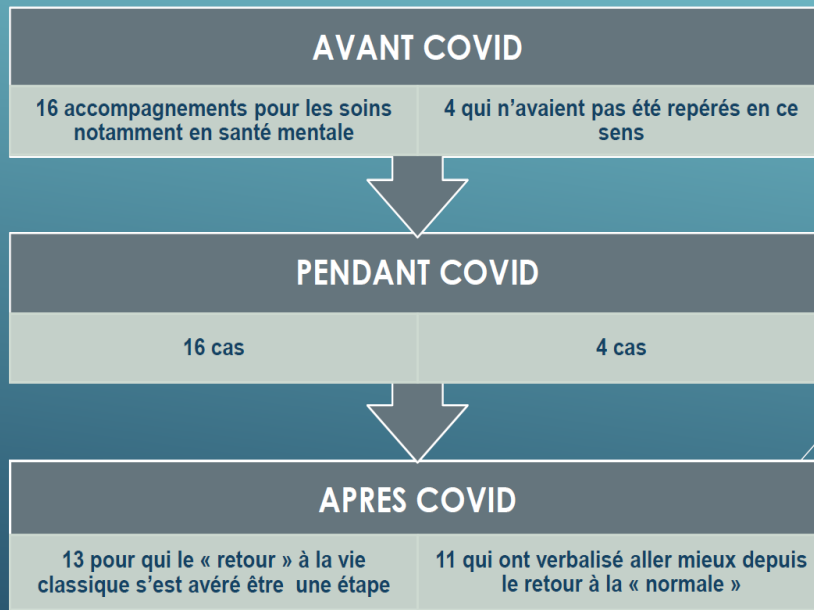 AVANT COVID
16 accompagnements pour les soins
notamment en santé mentale
4 qui n'avaient pas été repérés en ce
sens
PENDANT COVID
16 cas
4 cas
APRES COVID
13 pour qui le « retour » à la vie
classique s'est avéré être une étape
11 qui ont verbalisé aller mieux depuis
le retour à la « normale »